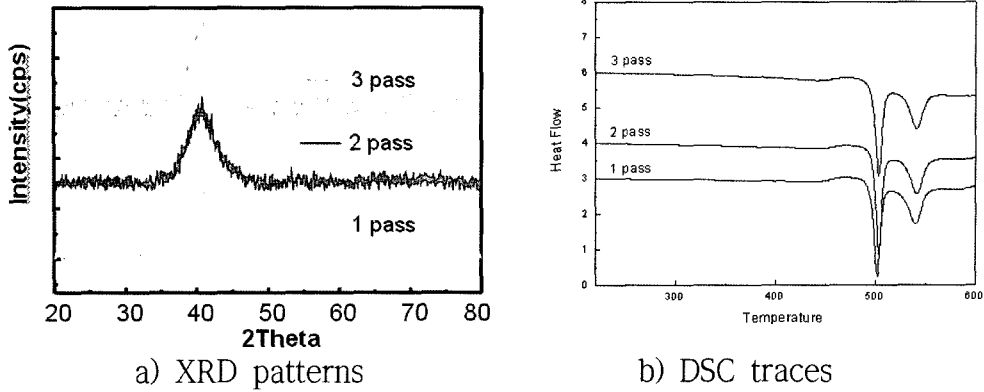 Intensity(cps)
3 pass
2 pass
1 pass
20 30 40 50 60 70 80
2Theta
a) XRD patterns
8
7
6
5
4
3
2
1
0
Heat Flow
3 pass
2 pass
1 pass
300 400 500 600
Temperature
b) DSC traces